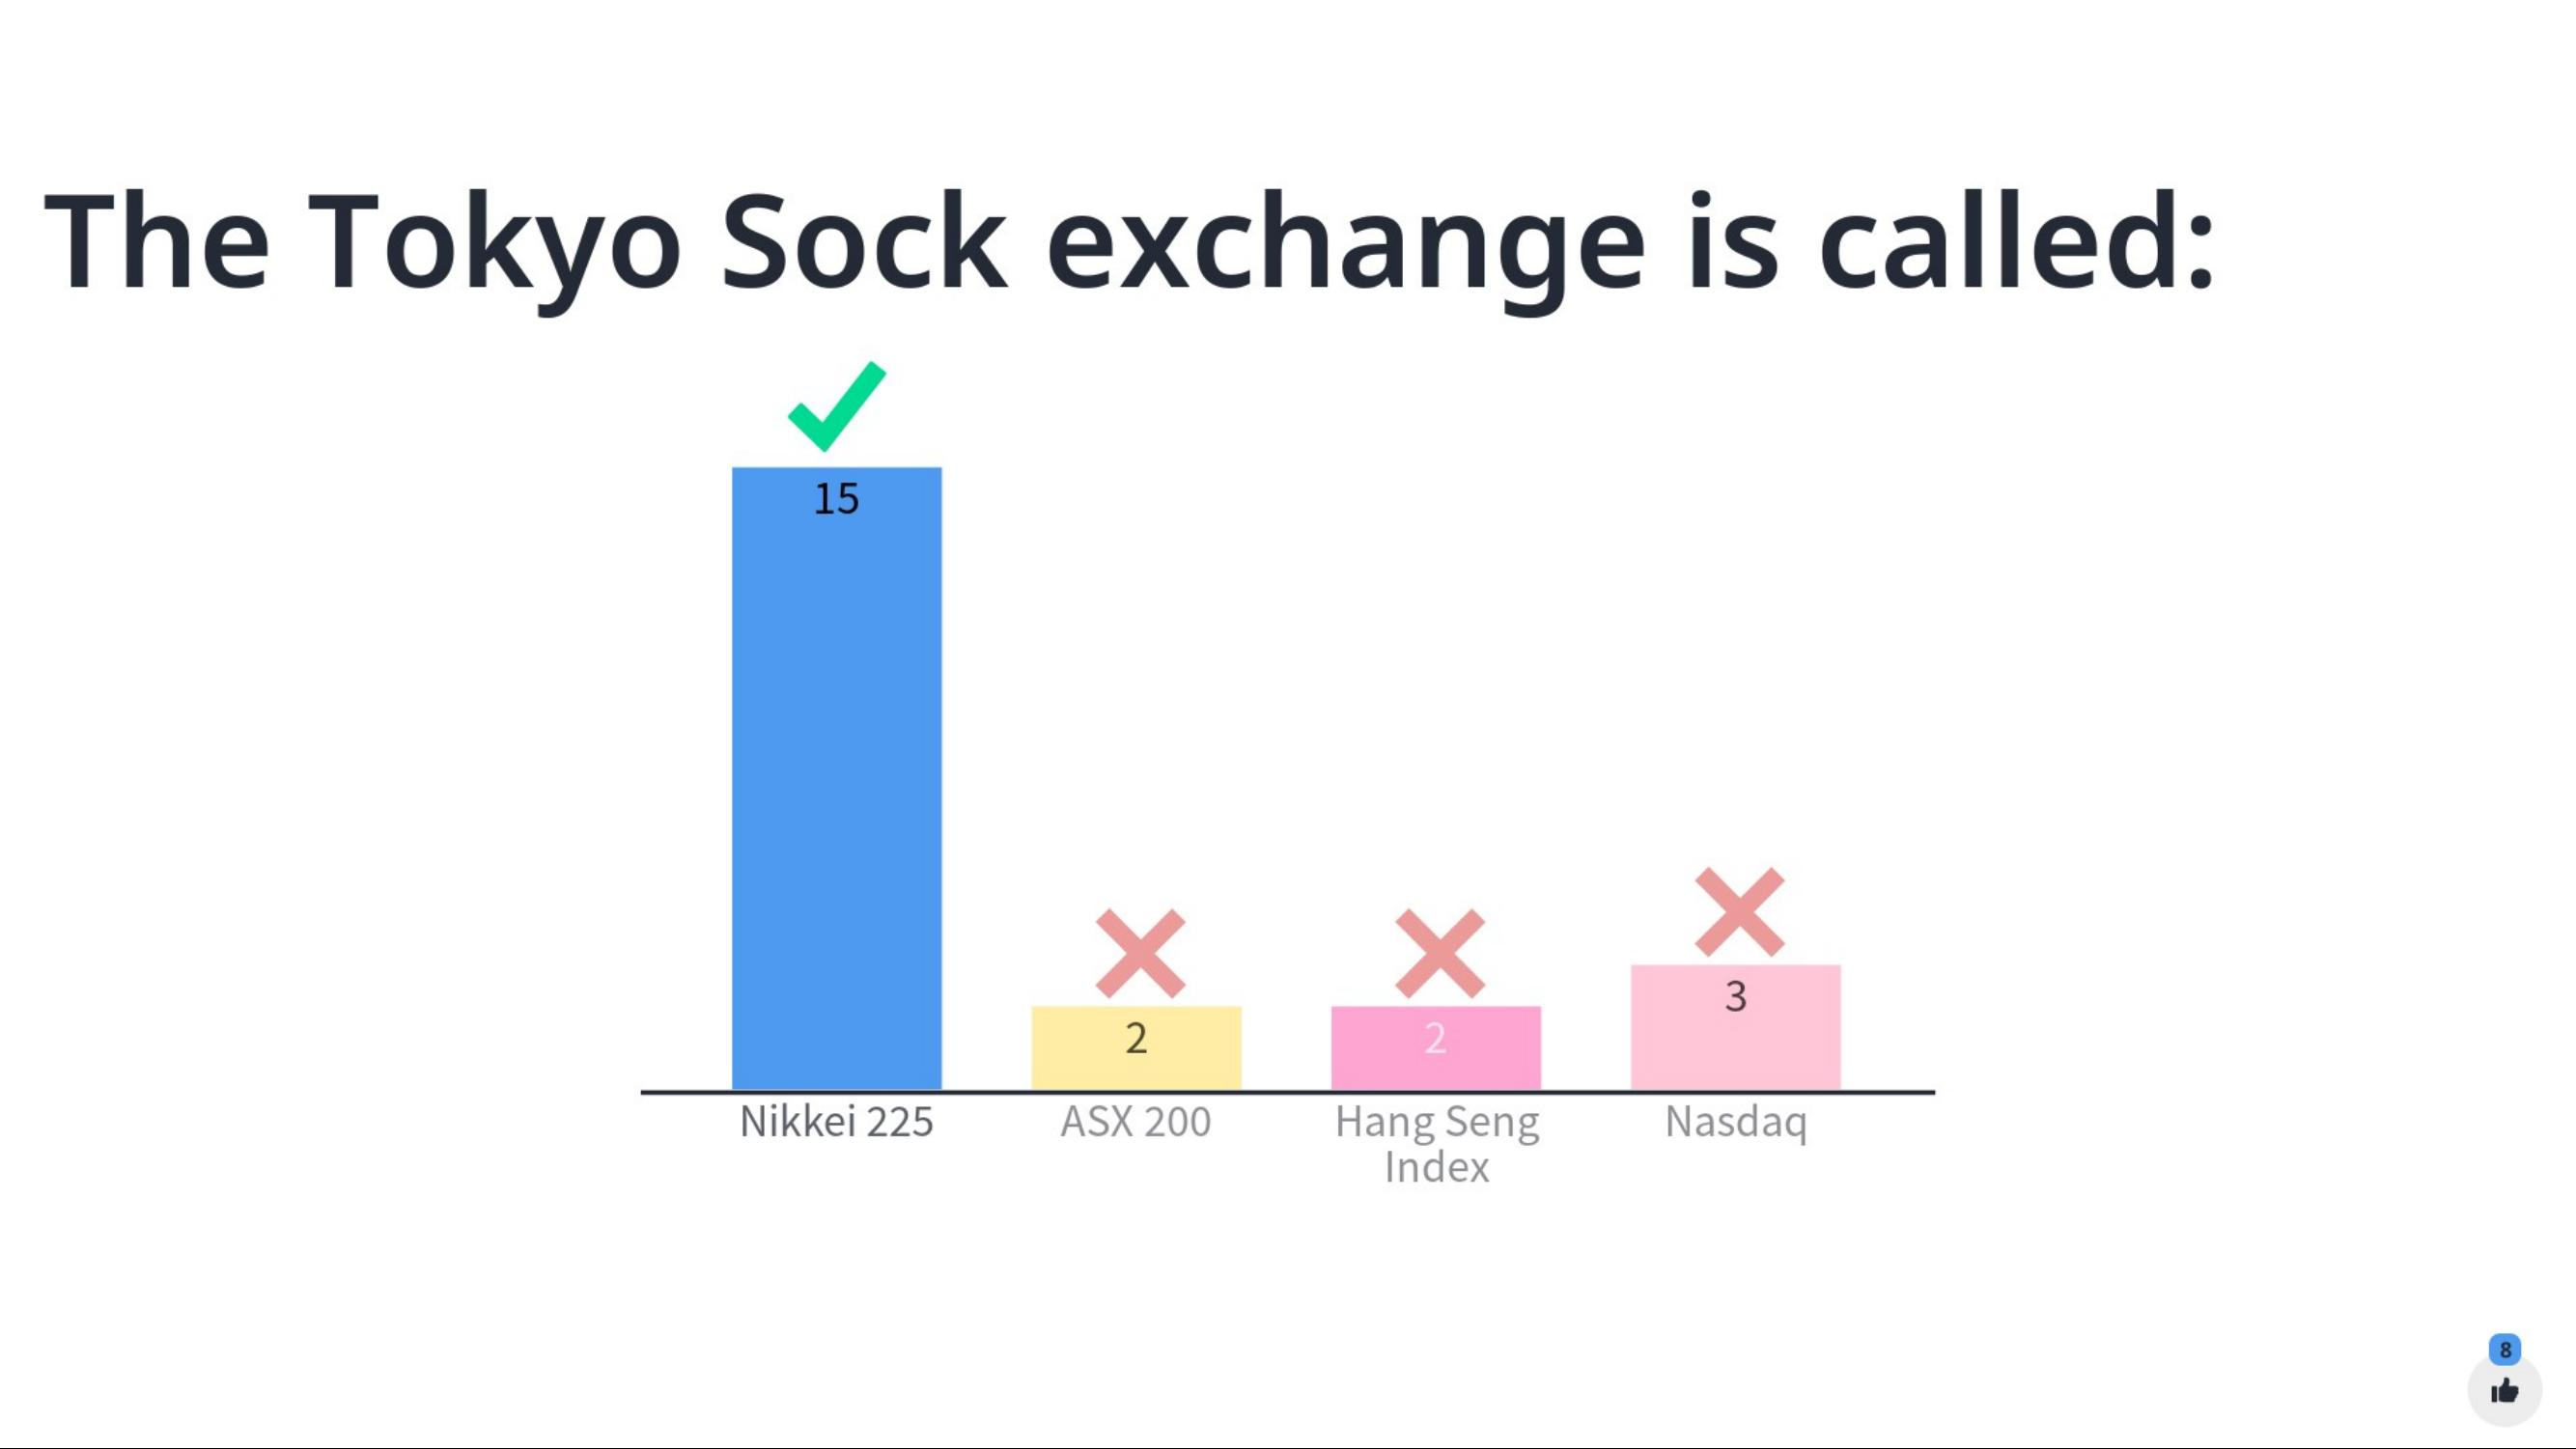 The Tokyo Sock exchange is called:
15
2
2
3
Nikkei 225
ASX 200
Hang Seng
Index
Nasdaq
8